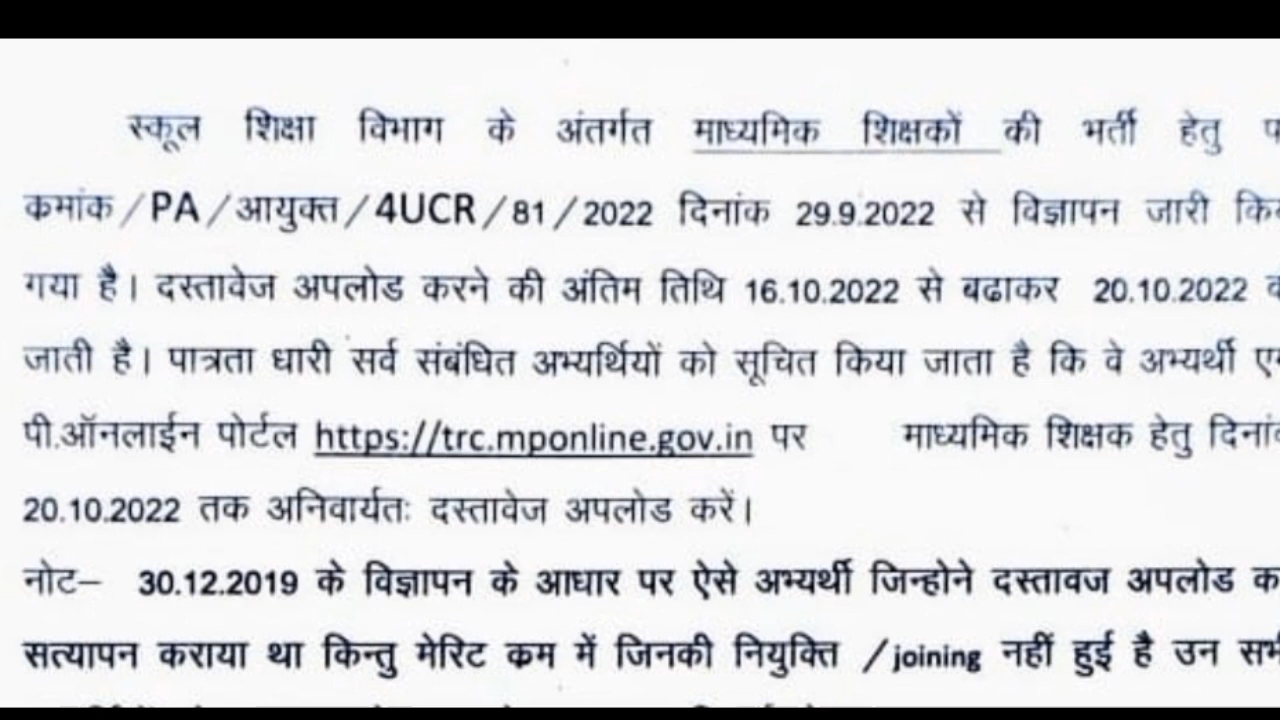 स्कूल शिक्षा विभाग के अंतर्गत माध्यमिक शिक्षकों की भर्ती हेतु
कमांक/PA/आयुक्त/4UCR/81/2022 दिनांक 29.9.2022 से विज्ञापन जारी
गया है। दस्तावेज अपलोड करने की अंतिम तिथि 16.10.2022 से बढाकर 20.10.2022
जाती है। पात्रता धारी सर्व संबंधित अभ्यर्थियों को सूचित किया जाता है कि वे अभ्यर्थी
पी.ऑनलाईन पोर्टल https://trc.mponline.gov.in पर माध्यमिक शिक्षक हेतु
20.10.2022 तक अनिवार्यतः दस्तावेज अपलोड करें।
नोट– 30.12.2019 के विज्ञापन के आधार पर ऐसे अभ्यर्थी जिन्होने दस्तावज अपलोड
सत्यापन कराया था किन्तु मेरिट कम में जिनकी नियुक्ति /joining नहीं हुई है उन